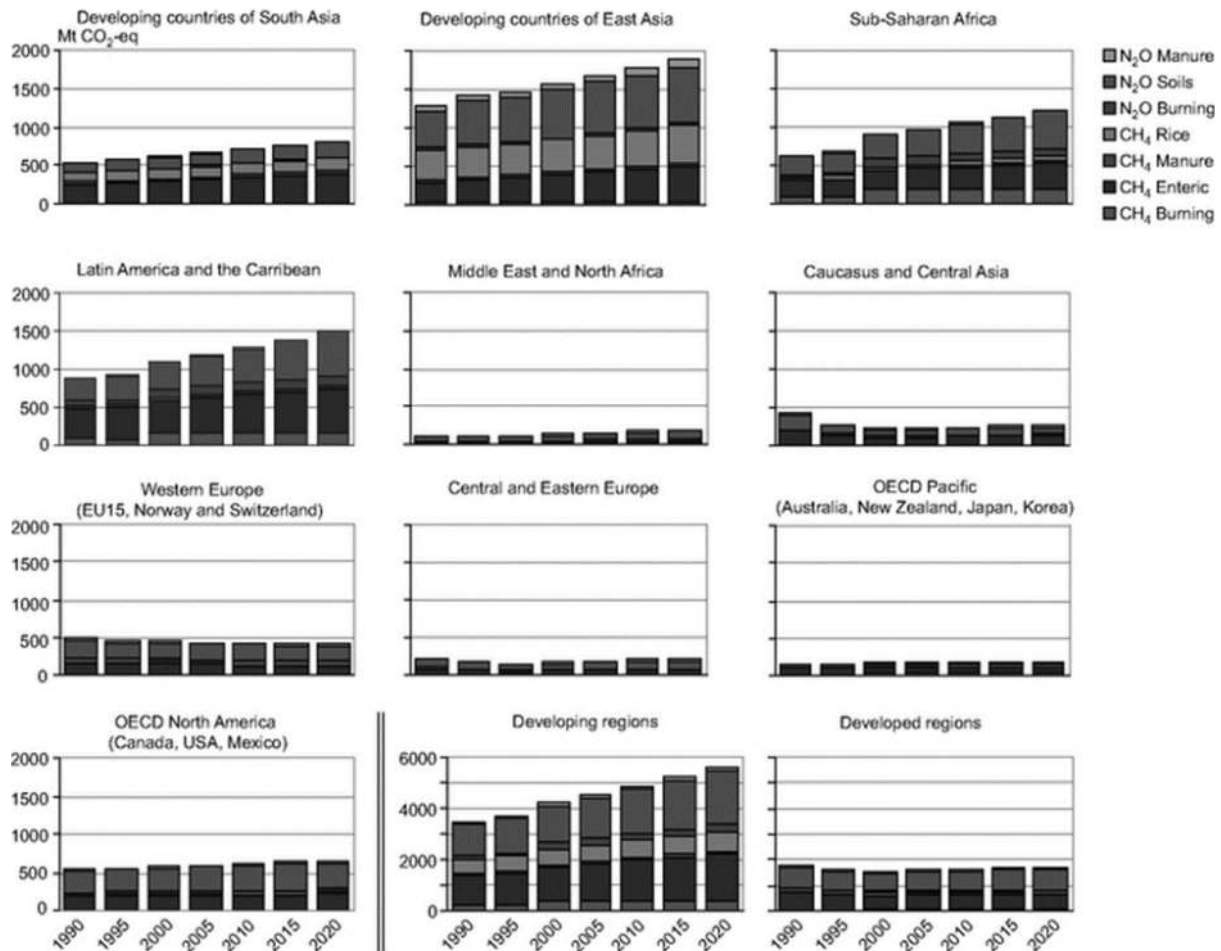 Developing countries of South Asia
Mt CO₂-eq
2000
1500
1000
500
0
Developing countries of East Asia
Sub-Saharan Africa
N₂O Manure
N₂O Soils
N₂O Burning
CH₄ Rice
CH₄ Manure
CH₄ Enteric
CH₄ Burning
Latin America and the Carribean
2000
1500
1000
500
0
Middle East and North Africa
Caucasus and Central Asia
Western Europe
(EU15, Norway and Switzerland)
2000
1500
1000
500
0
Central and Eastern Europe
OECD Pacific
(Australia, New Zealand, Japan, Korea)
OECD North America
(Canada, USA, Mexico)
2000
1500
1000
500
0
1990 1995 2000 2005 2010 2015 2020
Developing regions
6000
4000
2000
0
1990 1995 2000 2005 2010 2015 2020
Developed regions
1990 1995 2000 2005 2010 2015 2020